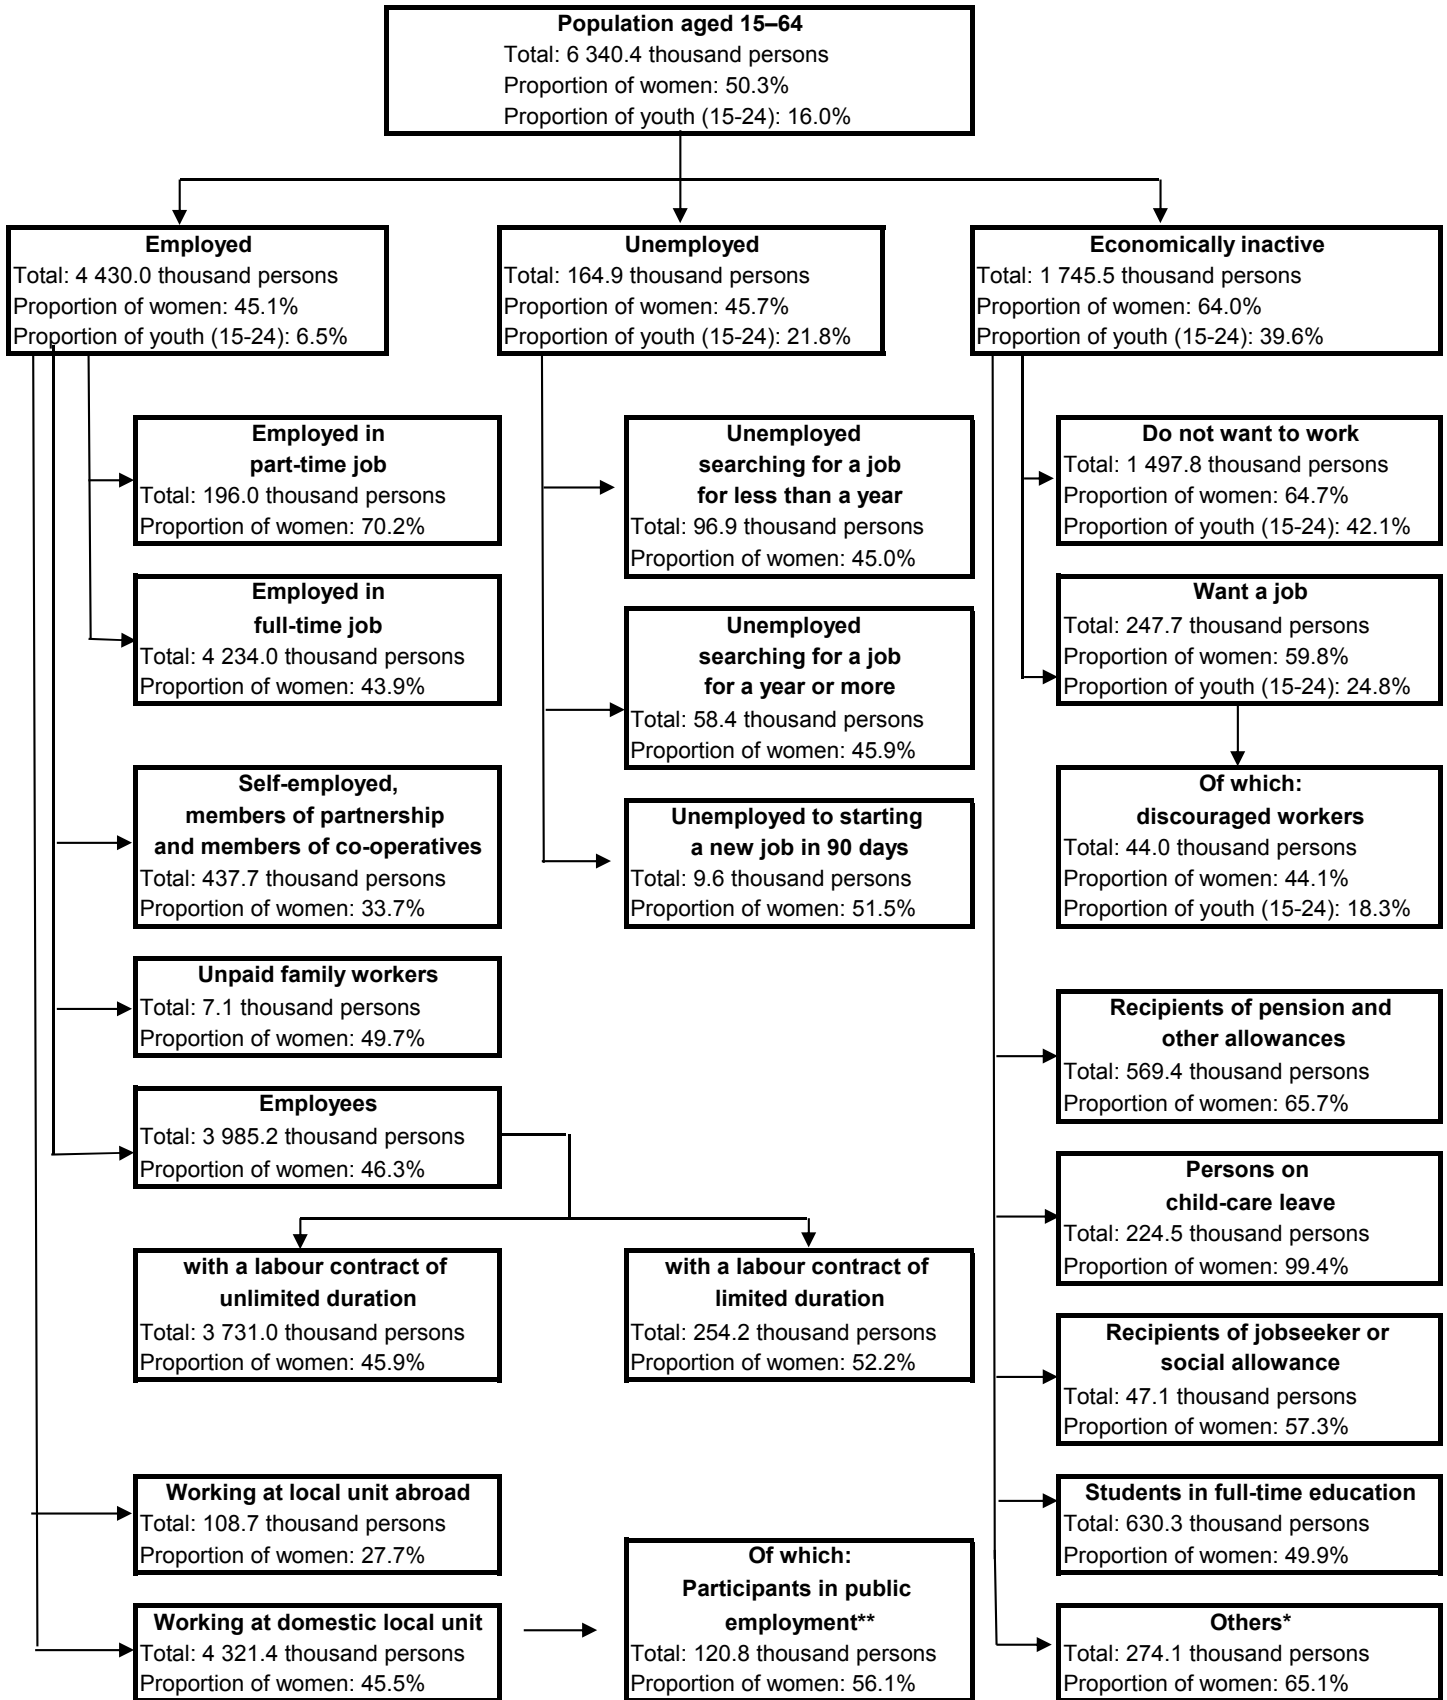 Population aged 15–64
Total: 6 340.4 thousand persons
Proportion of women: 50.3%
Proportion of youth (15-24): 16.0%
Employed
Total: 4 430.0 thousand persons
Proportion of women: 45.1%
Proportion of youth (15-24): 6.5%
Unemployed
Total: 164.9 thousand persons
Proportion of women: 45.7%
Proportion of youth (15-24): 21.8%
Economically inactive
Total: 1 745.5 thousand persons
Proportion of women: 64.0%
Proportion of youth (15-24): 39.6%
Employed in
part-time job
Total: 196.0 thousand persons
Proportion of women: 70.2%
Employed in
full-time job
Total: 4 234.0 thousand persons
Proportion of women: 43.9%
Self-employed,
members of partnership
and members of co-operatives
Total: 437.7 thousand persons
Proportion of women: 33.7%
Unpaid family workers
Total: 7.1 thousand persons
Proportion of women: 49.7%
Employees
Total: 3 985.2 thousand persons
Proportion of women: 46.3%
with a labour contract of
unlimited duration
Total: 3 731.0 thousand persons
Proportion of women: 45.9%
with a labour contract of
limited duration
Total: 254.2 thousand persons
Proportion of women: 52.2%
Working at local unit abroad
Total: 108.7 thousand persons
Proportion of women: 27.7%
Working at domestic local unit
Total: 4 321.4 thousand persons
Proportion of women: 45.5%
Of which:
Participants in public
employment**
Total: 120.8 thousand persons
Proportion of women: 56.1%
Unemployed
searching for a job
for less than a year
Total: 96.9 thousand persons
Proportion of women: 45.0%
Unemployed
searching for a job
for a year or more
Total: 58.4 thousand persons
Proportion of women: 45.9%
Unemployed to starting
a new job in 90 days
Total: 9.6 thousand persons
Proportion of women: 51.5%
Do not want to work
Total: 1 497.8 thousand persons
Proportion of women: 64.7%
Proportion of youth (15-24): 42.1%
Want a job
Total: 247.7 thousand persons
Proportion of women: 59.8%
Proportion of youth (15-24): 24.8%
Of which:
discouraged workers
Total: 44.0 thousand persons
Proportion of women: 44.1%
Proportion of youth (15-24): 18.3%
Recipients of pension and
other allowances
Total: 569.4 thousand persons
Proportion of women: 65.7%
Persons on
child-care leave
Total: 224.5 thousand persons
Proportion of women: 99.4%
Recipients of jobseeker or
social allowance
Total: 47.1 thousand persons
Proportion of women: 57.3%
Students in full-time education
Total: 630.3 thousand persons
Proportion of women: 49.9%
Others*
Total: 274.1 thousand persons
Proportion of women: 65.1%